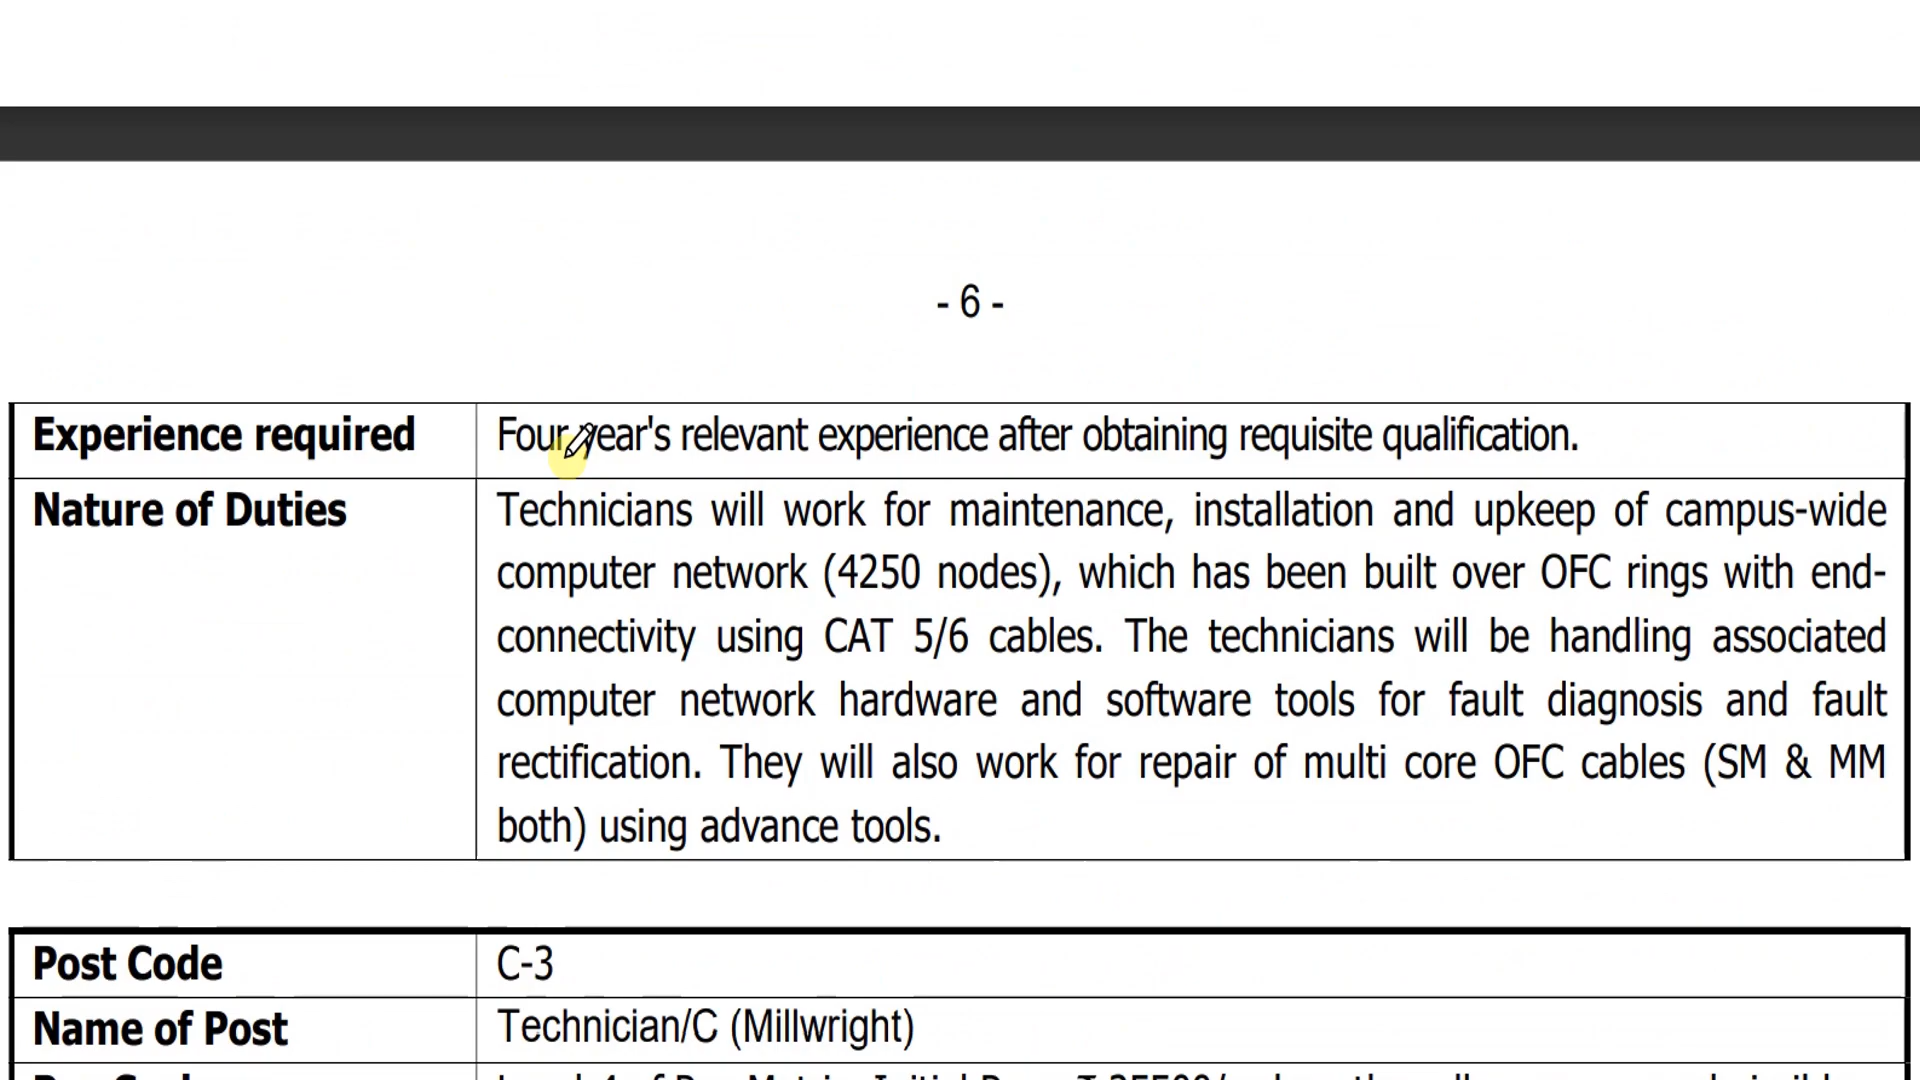 - 6 -
Experience required
Four year's relevant experience after obtaining requisite qualification.
Nature of Duties
Technicians will work for maintenance, installation and upkeep of campus-wide
computer network (4250 nodes), which has been built over OFC rings with end-
connectivity using CAT 5/6 cables. The technicians will be handling associated
computer network hardware and software tools for fault diagnosis and fault
rectification. They will also work for repair of multi core OFC cables (SM & MM
both) using advance tools.
Post Code
C-3
Name of Post
Technician/C (Millwright)